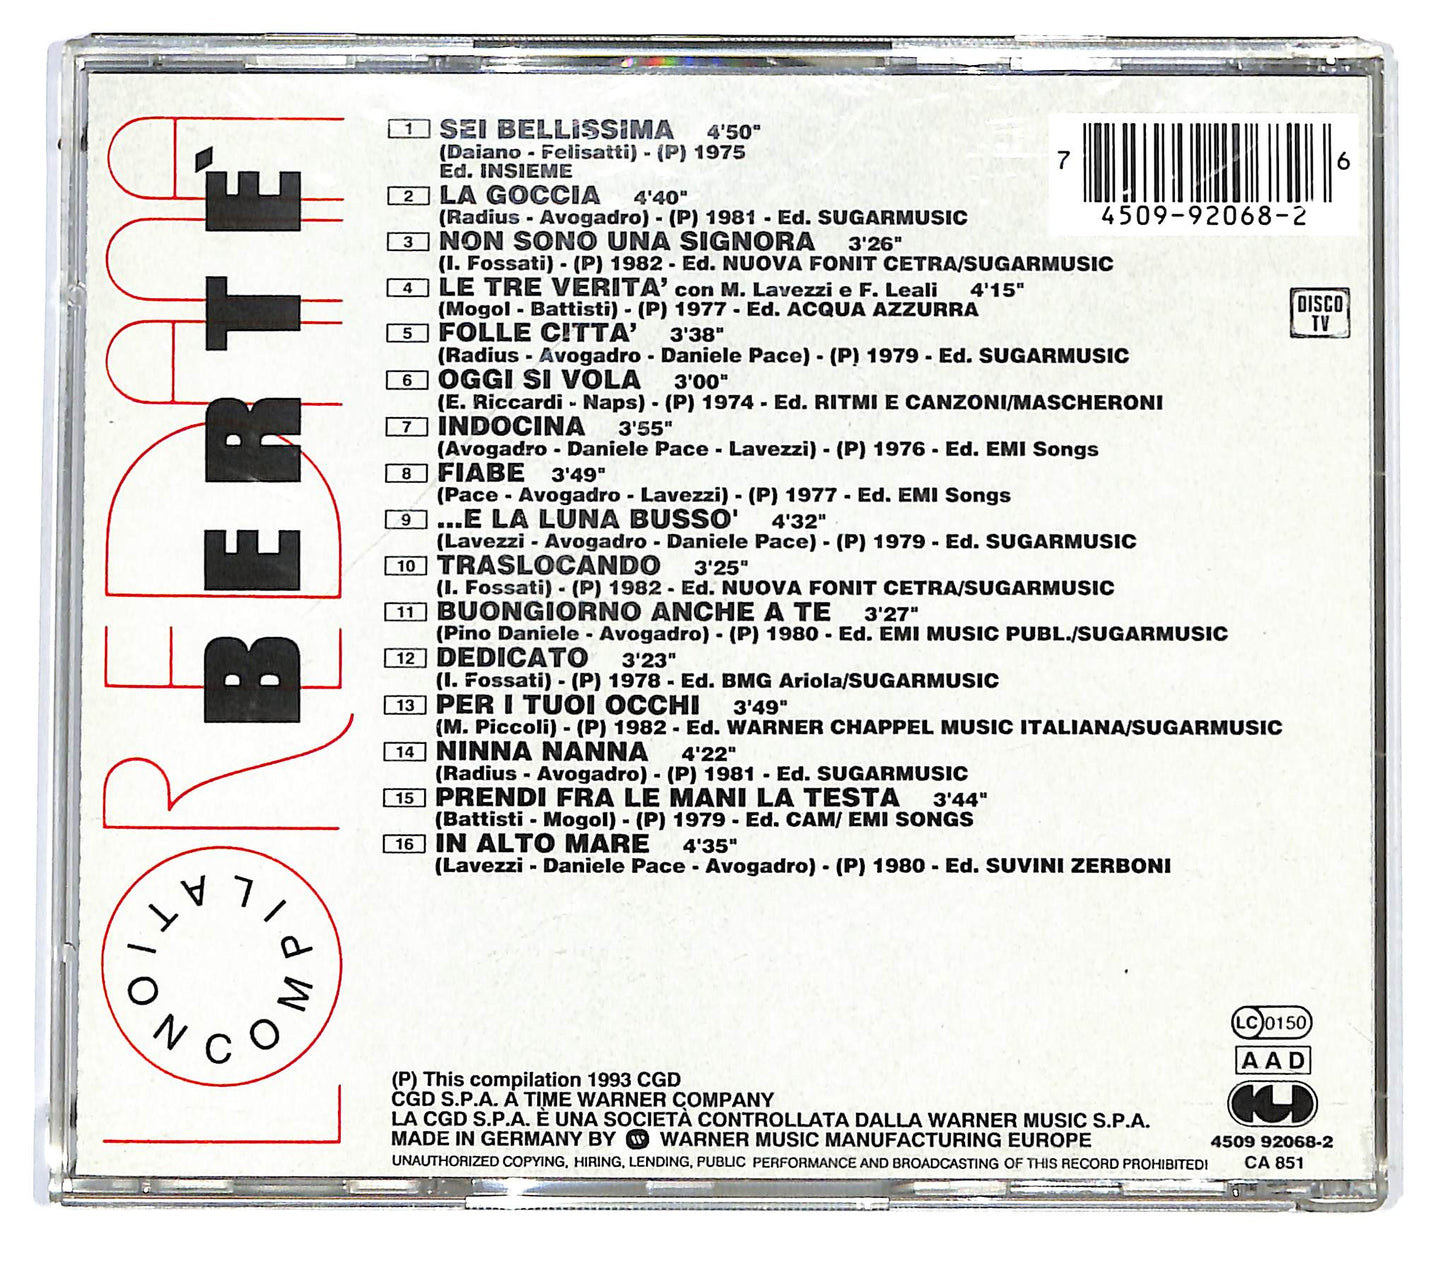 LOREDANA
BERTÈ
COMPILATION
1 SEI BELLISSIMA 4'50"
(Daiano - Felisatti) - (P) 1975
Ed. INSIEME
2 LA GOCCIA 4'40"
(Radius - Avogadro) - (P) 1981 - Ed. SUGARMUSIC
3 NON SONO UNA SIGNORA 3'26"
(I. Fossati) - (P) 1982 - Ed. NUOVA FONIT CETRA/SUGARMUSIC
4 LE TRE VERITA' con M. Lavezzi e F. Leali 4'15"
(Mogol - Battisti) - (P) 1977 - Ed. ACQUA AZZURRA
5 FOLLE CITTA' 3'38"
(Radius - Avogadro - Daniele Pace) - (P) 1979 - Ed. SUGARMUSIC
6 OGGI SI VOLA 3'00"
(E. Riccardi - Naps) - (P) 1974 - Ed. RITMI E CANZONI/MASCHERONI
7 INDOCINA 3'55"
(Avogadro - Daniele Pace - Lavezzi) - (P) 1976 - Ed. EMI Songs
8 FIABE 3'49"
(Pace - Avogadro - Lavezzi) - (P) 1977 - Ed. EMI Songs
9 ...E LA LUNA BUSSO' 4'32"
(Lavezzi - Avogadro - Daniele Pace) - (P) 1979 - Ed. SUGARMUSIC
10 TRASLOCANDO 3'25"
(I. Fossati) - (P) 1982 - Ed. NUOVA FONIT CETRA/SUGARMUSIC
11 BUONGIORNO ANCHE A TE 3'27"
(Pino Daniele - Avogadro) - (P) 1980 - Ed. EMI MUSIC PUBL./SUGARMUSIC
12 DEDICATO 3'23"
(I. Fossati) - (P) 1978 - Ed. BMG Ariola/SUGARMUSIC
13 PER I TUOI OCCHI 3'49"
(M. Piccoli) - (P) 1982 - Ed. WARNER CHAPPEL MUSIC ITALIANA/SUGARMUSIC
14 NINNA NANNA 4'22"
(Radius - Avogadro) - (P) 1981 - Ed. SUGARMUSIC
15 PRENDI FRA LE MANI LA TESTA 3'44"
(Battisti - Mogol) - (P) 1979 - Ed. CAM/ EMI SONGS
16 IN ALTO MARE 4'35"
(Lavezzi - Daniele Pace - Avogadro) - (P) 1980 - Ed. SUVINI ZERBONI
7 4509-92068-2 6
DISCO
TV
LC 0150
AAD
4509 92068-2
CA 851
(P) This compilation 1993 CGD
CGD S.P.A. A TIME WARNER COMPANY
LA CGD S.P.A. È UNA SOCIETÀ CONTROLLATA DALLA WARNER MUSIC S.P.A.
MADE IN GERMANY BY WARNER MUSIC MANUFACTURING EUROPE
UNAUTHORIZED COPYING, HIRING, LENDING, PUBLIC PERFORMANCE AND BROADCASTING OF THIS RECORD PROHIBITED!